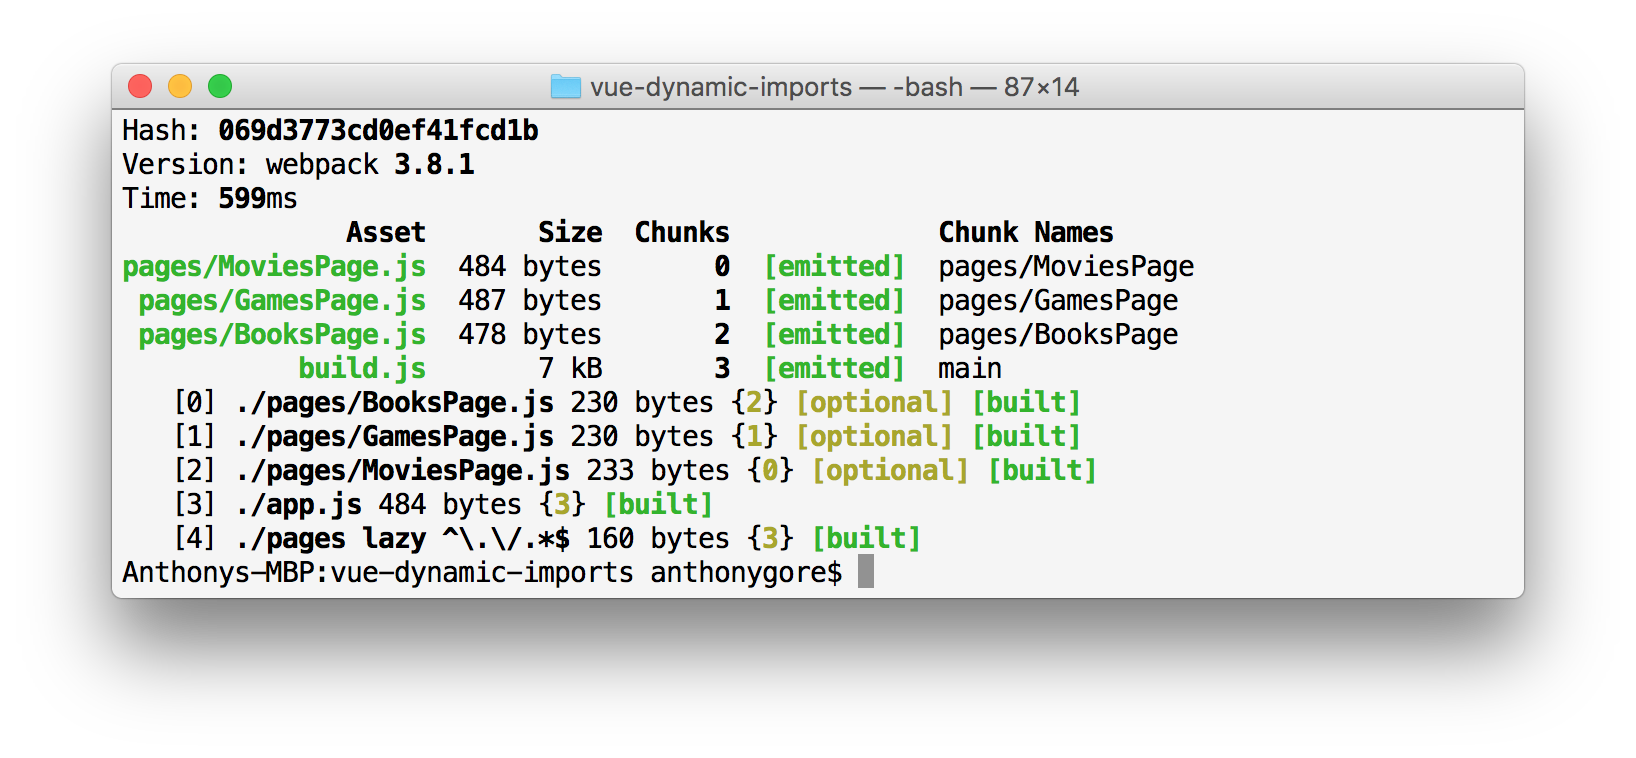 vue-dynamic-imports — -bash — 87×14
Hash: 069d3773cd0ef41fcd1b
Version: webpack 3.8.1
Time: 599ms
Asset Size Chunks Chunk Names
pages/MoviesPage.js 484 bytes 0 [emitted] pages/MoviesPage
pages/GamesPage.js 487 bytes 1 [emitted] pages/GamesPage
pages/BooksPage.js 478 bytes 2 [emitted] pages/BooksPage
build.js 7 kB 3 [emitted] main
[0] ./pages/BooksPage.js 230 bytes {2} [optional] [built]
[1] ./pages/GamesPage.js 230 bytes {1} [optional] [built]
[2] ./pages/MoviesPage.js 233 bytes {0} [optional] [built]
[3] ./app.js 484 bytes {3} [built]
[4] ./pages lazy ^\.\/.*$ 160 bytes {3} [built]
Anthonys-MBP:vue-dynamic-imports anthonygore$